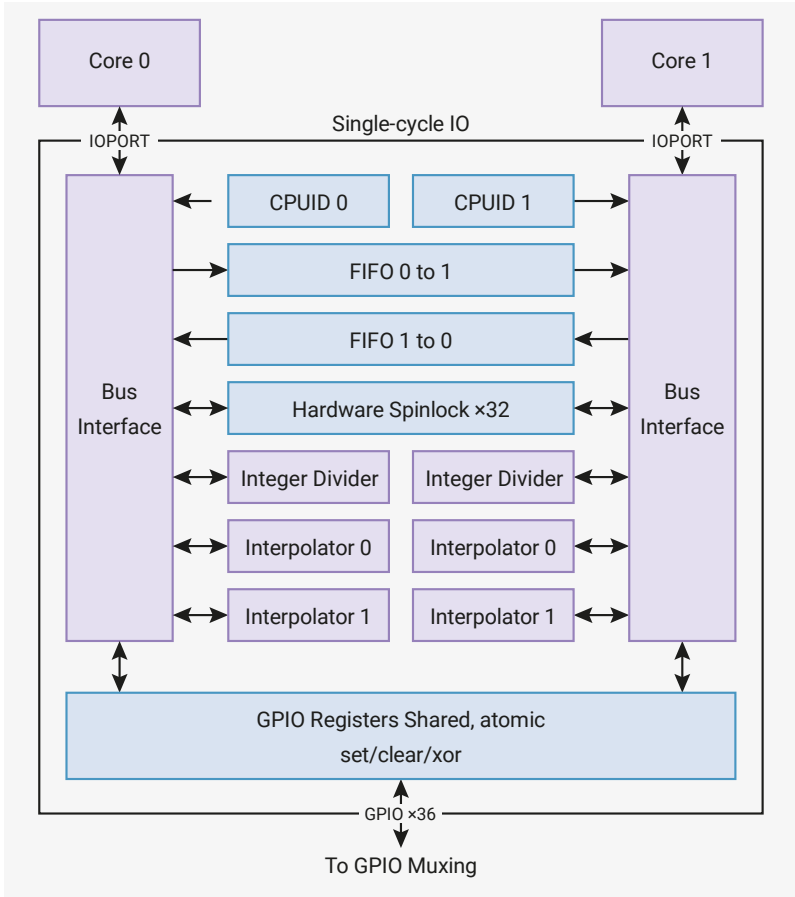 Core 0
Core 1
Single-cycle IO
IOPORT
IOPORT
CPUID 0
CPUID 1
FIFO 0 to 1
FIFO 1 to 0
Bus
Interface
Bus
Interface
Hardware Spinlock ×32
Integer Divider
Integer Divider
Interpolator 0
Interpolator 0
Interpolator 1
Interpolator 1
GPIO Registers Shared, atomic
set/clear/xor
GPIO ×36
To GPIO Muxing